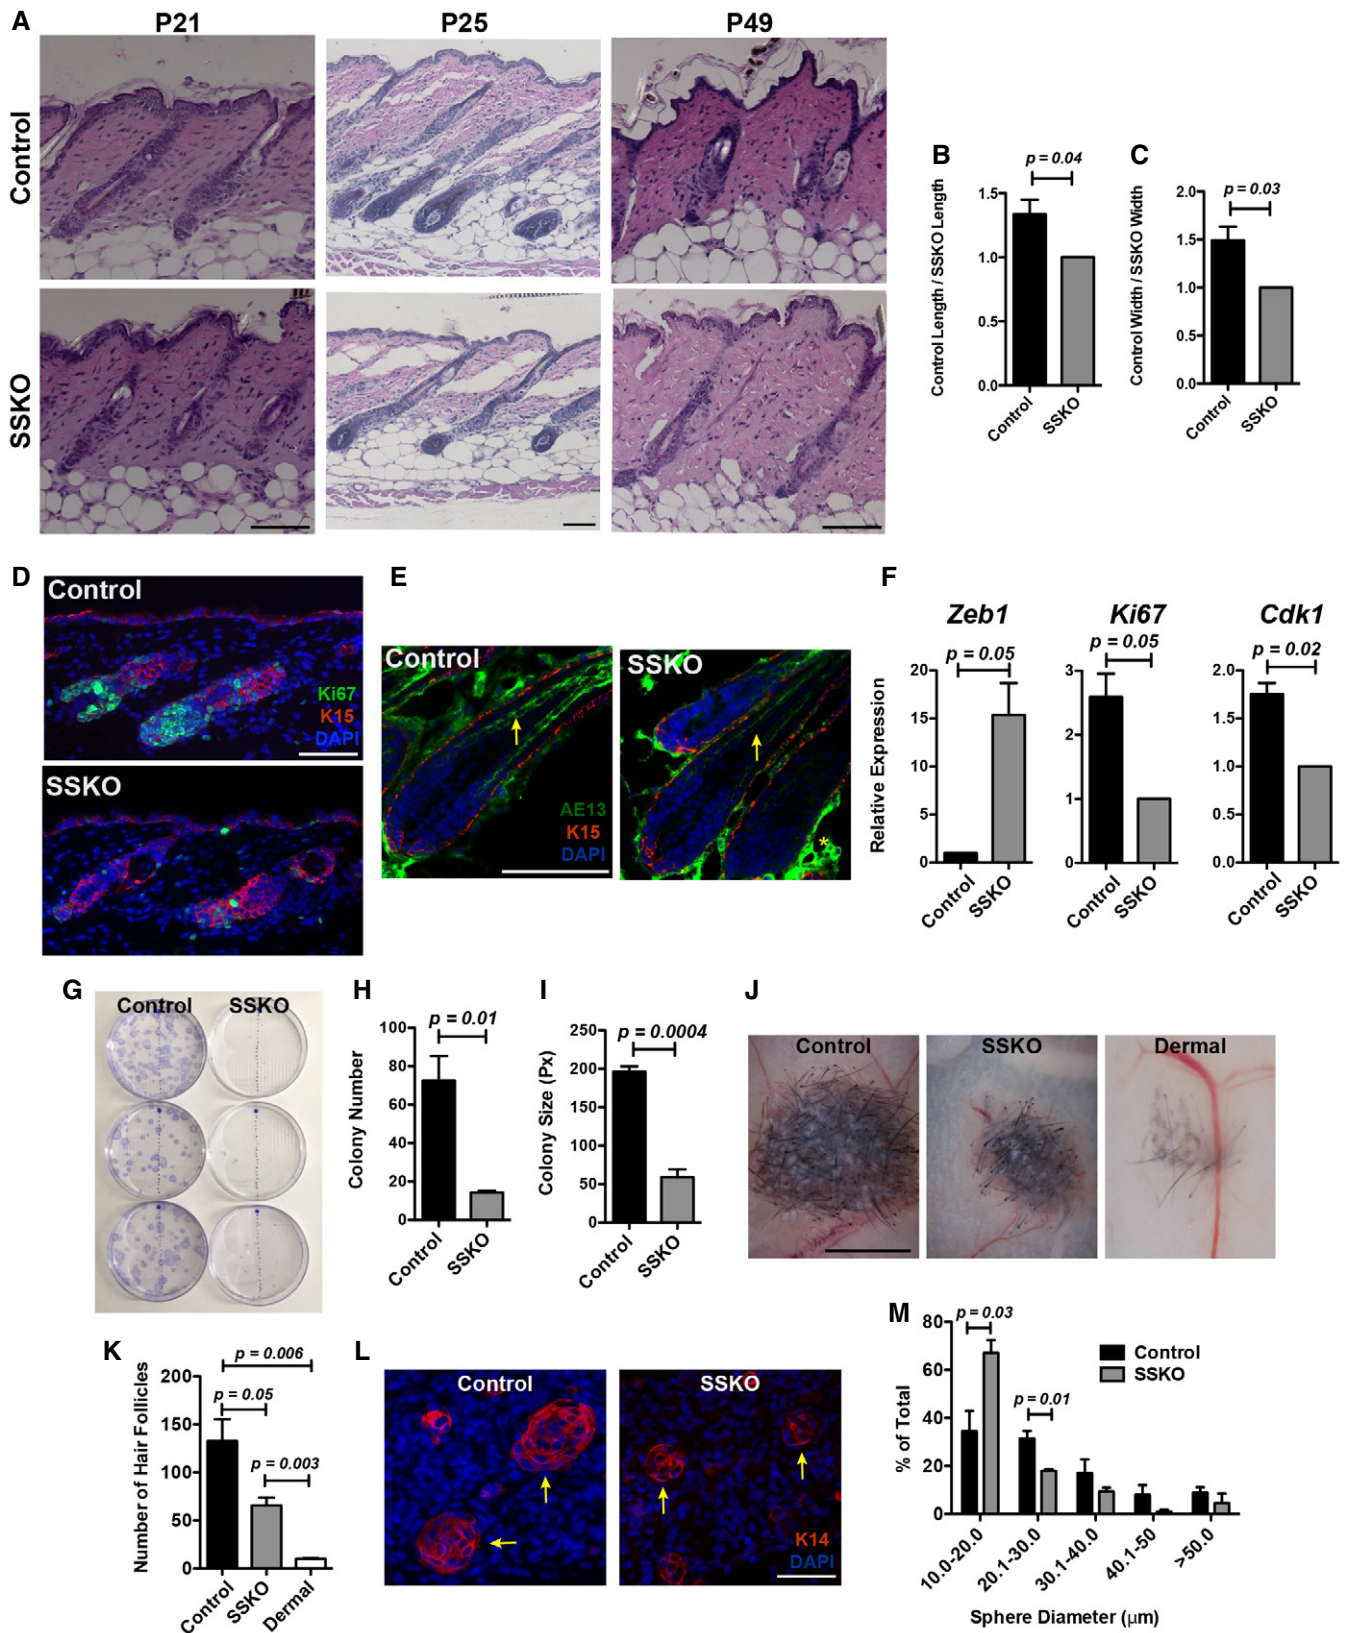 A
P21
P25
P49
Control
SSKO
B
p = 0.04
Control Length / SSKO Length
1.5
1.0
0.5
0.0
Control
SSKO
C
p = 0.03
Control Width / SSKO Width
2.0
1.5
1.0
0.5
0.0
Control
SSKO
D
Control
Ki67
K15
DAPI
SSKO
E
Control
AE13
K15
DAPI
SSKO
*
F
Relative Expression
Zeb1
p = 0.05
20
15
10
5
0
Control
SSKO
Ki67
p = 0.05
3
2
1
0
Control
SSKO
Cdk1
p = 0.02
2.0
1.5
1.0
0.5
0.0
Control
SSKO
G
Control
SSKO
H
p = 0.01
Colony Number
100
80
60
40
20
0
Control
SSKO
I
p = 0.0004
Colony Size (Px)
250
200
150
100
50
0
Control
SSKO
J
Control
SSKO
Dermal
K
p = 0.006
p = 0.05
p = 0.003
Number of Hair Follicles
200
150
100
50
0
Control
SSKO
Dermal
L
Control
SSKO
K14
DAPI
M
p = 0.03
p = 0.01
Control
SSKO
% of Total
80
60
40
20
0
10.0-20.0
20.1-30.0
30.1-40.0
40.1-50
>50.0
Sphere Diameter (μm)